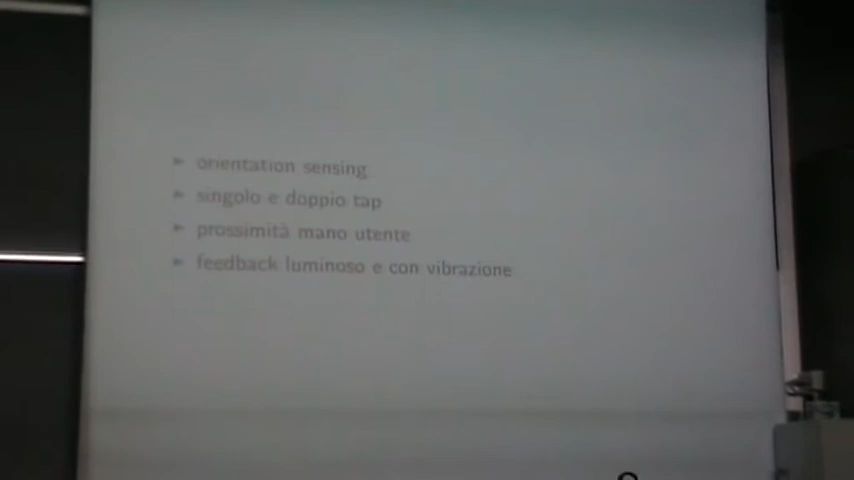 orientation sensing
singolo e doppio tap
prossimità mano utente
feedback luminoso e con vibrazione